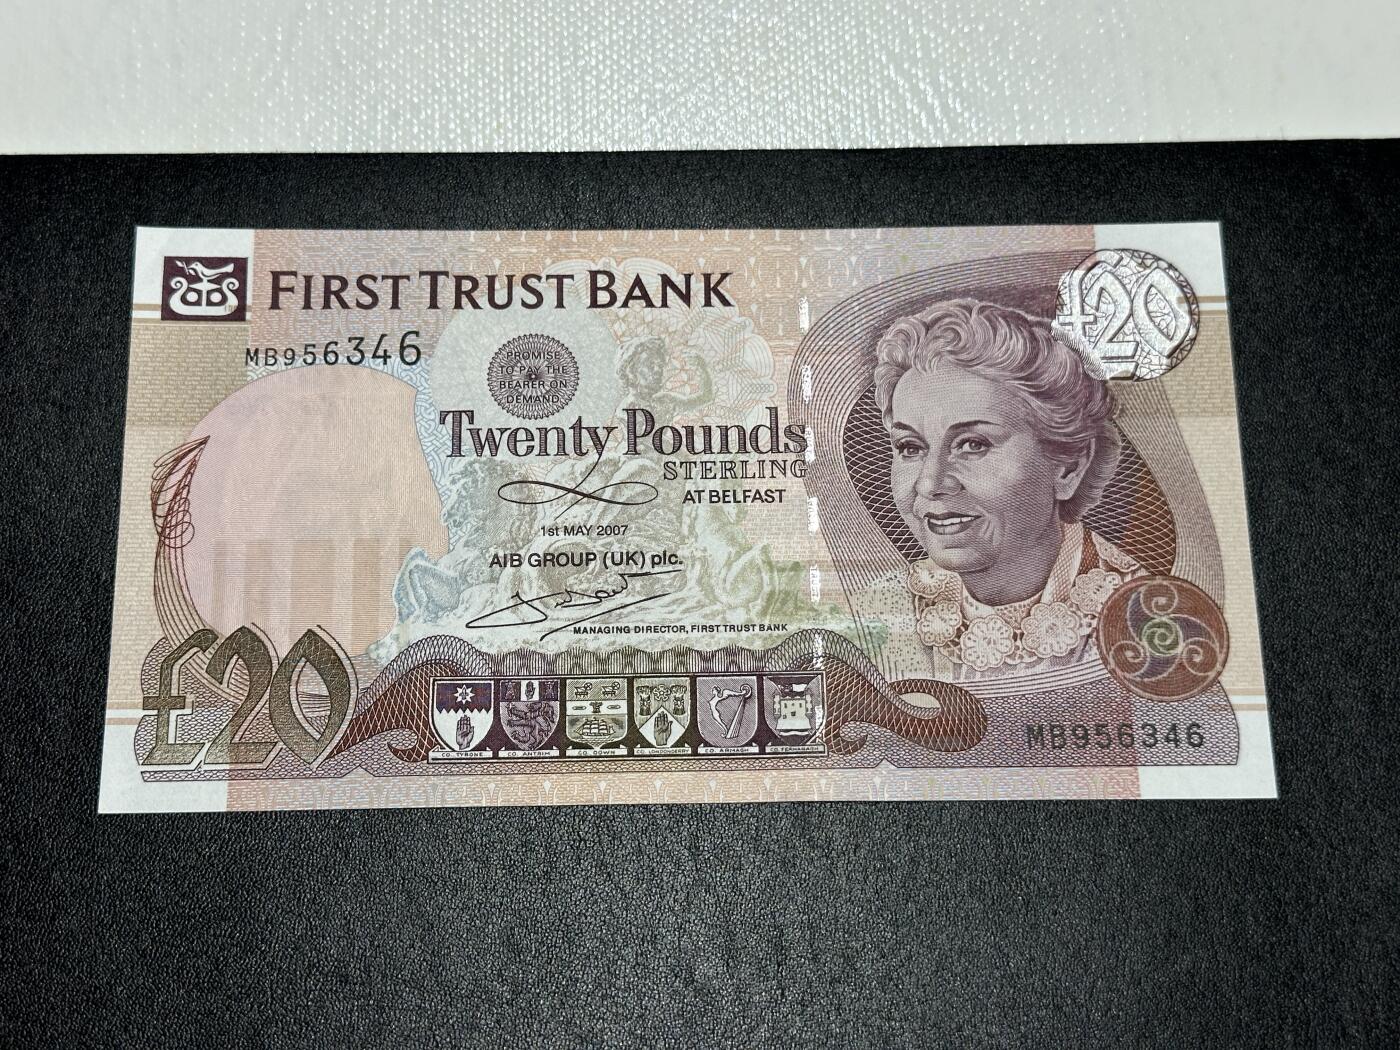 FIRST TRUST BANK
MB956346
PROMISE
TO PAY THE
BEARER ON
DEMAND
Twenty Pounds
STERLING
AT BELFAST
1st MAY 2007
AIB GROUP (UK) plc.
MANAGING DIRECTOR, FIRST TRUST BANK
£20
£20
CO. TYRONE
CO. ANTRIM
CO. DOWN
CO. LONDONDERRY
CO. ARMAGH
CO. FERMANAGH
MB956346